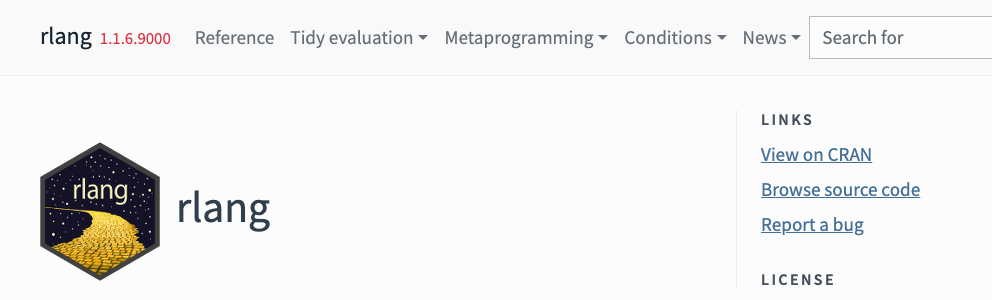 rlang 1.1.6.9000 Reference Tidy evaluation Metaprogramming Conditions News Search for
rlang
rlang
LINKS
View on CRAN
Browse source code
Report a bug
LICENSE